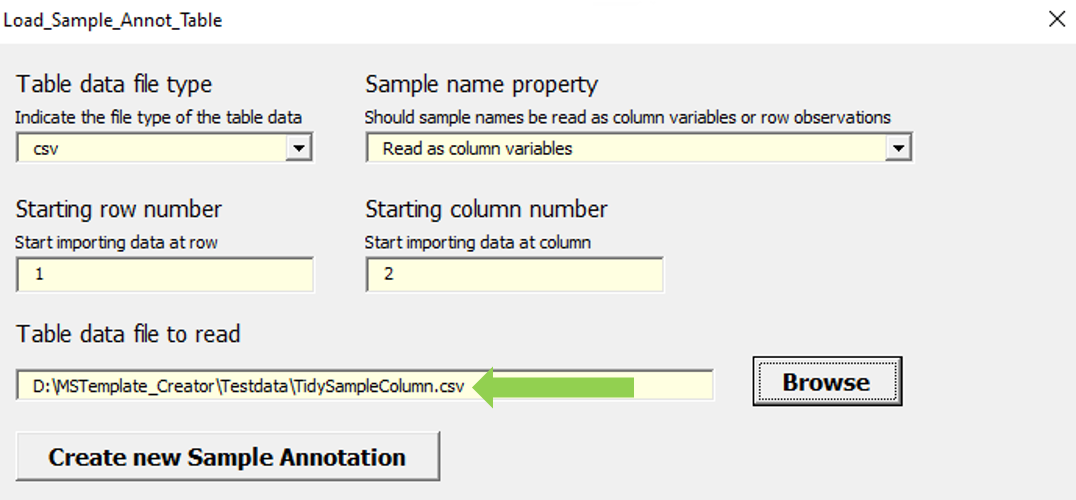 Load_Sample_Annot_Table
Table data file type
Sample name property
Indicate the file type of the table data
Should sample names be read as column variables or row observations
csv
Read as column variables
Starting row number
Starting column number
Start importing data at row
Start importing data at column
1
2
Table data file to read
D:\MSTemplate_Creator\Testdata\TidySampleColumn.csv
Browse
Create new Sample Annotation